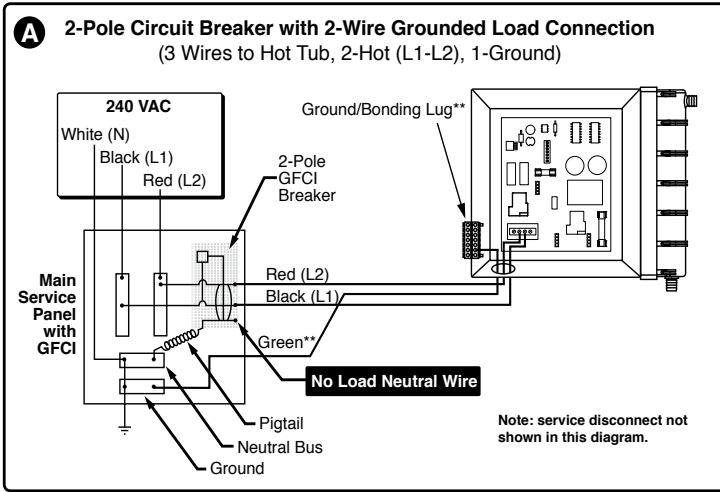 A
2-Pole Circuit Breaker with 2-Wire Grounded Load Connection
(3 Wires to Hot Tub, 2-Hot (L1-L2), 1-Ground)
240 VAC
White (N)
Black (L1)
Red (L2)
Ground/Bonding Lug**
2-Pole
GFCI
Breaker
Main
Service
Panel
with
GFCI
Red (L2)
Black (L1)
Green**
No Load Neutral Wire
Pigtail
Neutral Bus
Ground
Note: service disconnect not
shown in this diagram.